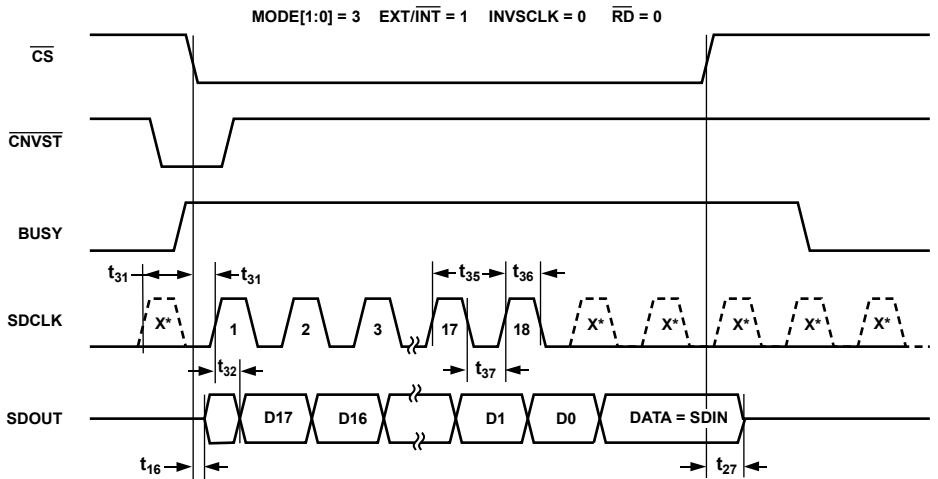 MODE[1:0] = 3 EXT/INT = 1 INVSCLK = 0 RD = 0
CS
CNVST
BUSY
t31 t31 t35 t36
SDCLK X* 1 2 3 17 18 X* X* X* X* X*
t32 t37
SDOUT D17 D16 D1 D0 DATA = SDIN
t16 t27